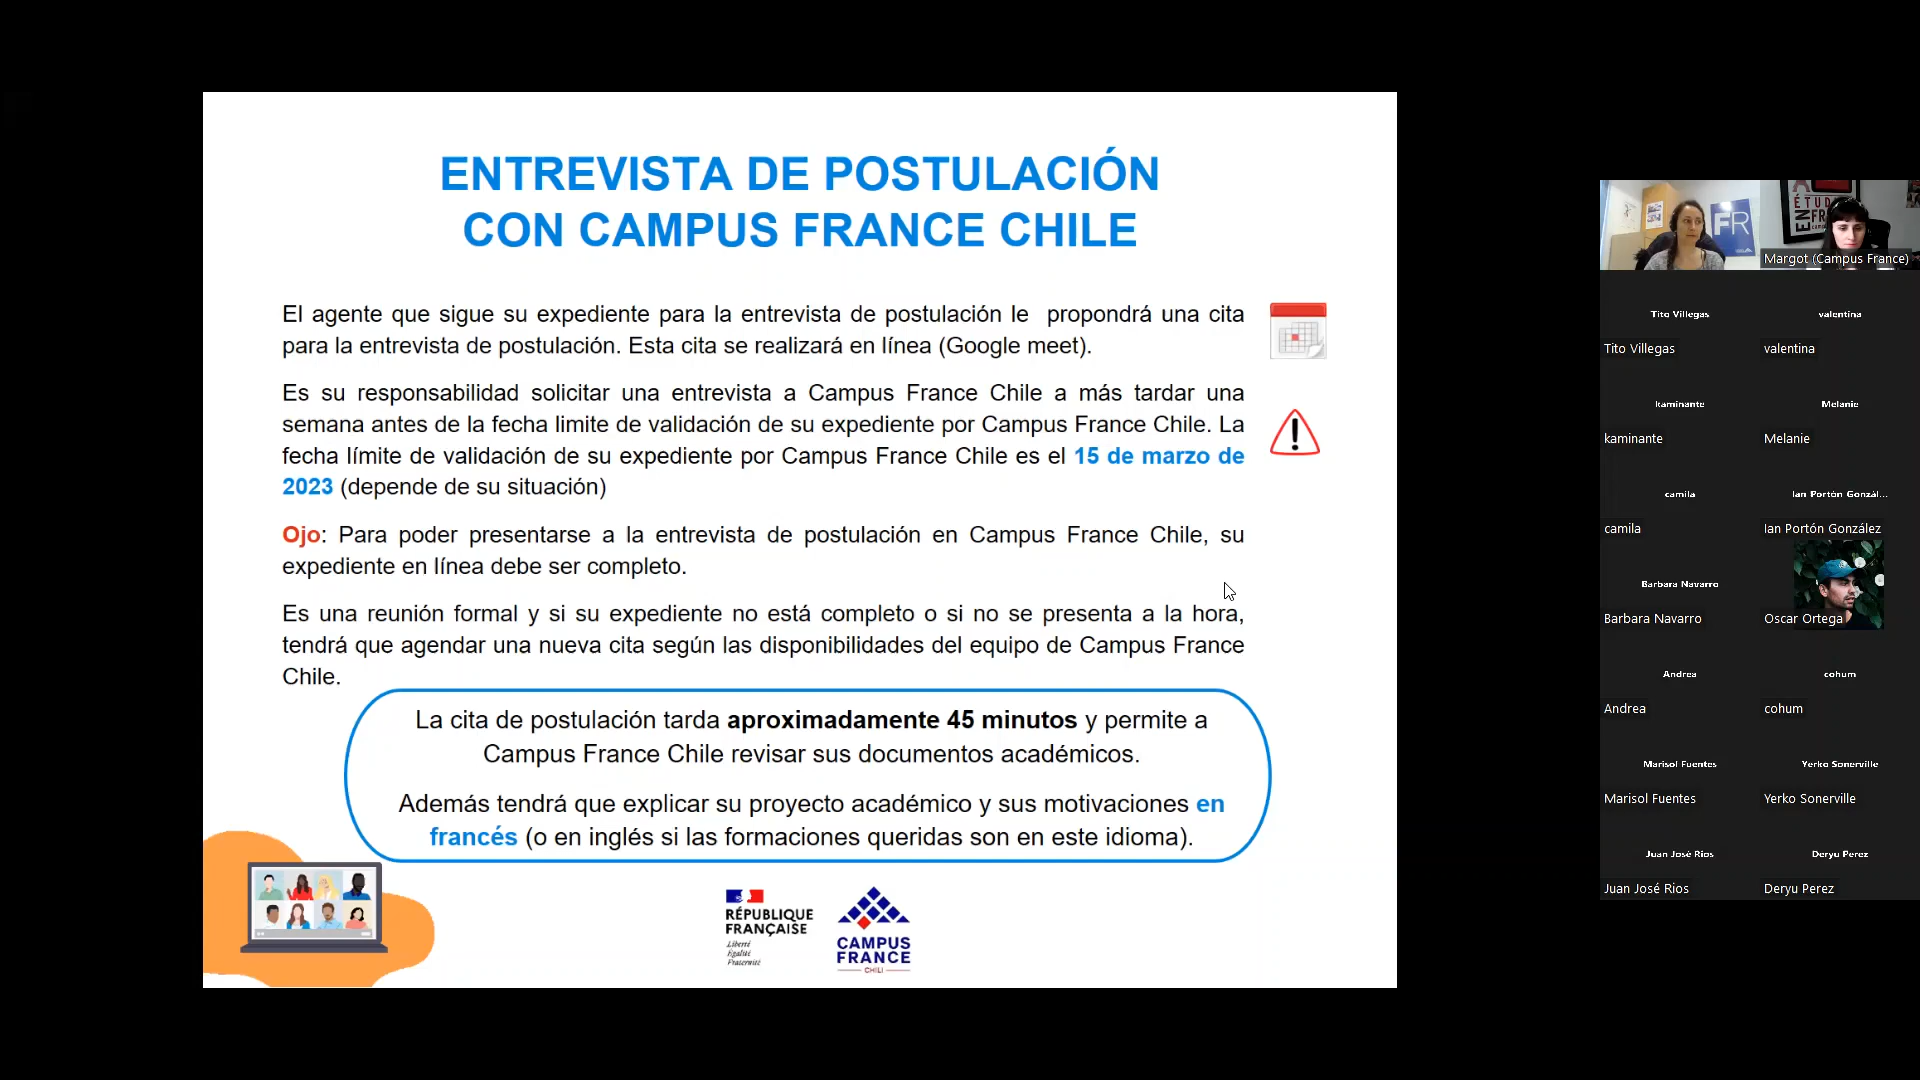 ENTREVISTA DE POSTULACIÓN
CON CAMPUS FRANCE CHILE
El agente que sigue su expediente para la entrevista de postulación le propondrá una cita
para la entrevista de postulación. Esta cita se realizará en línea (Google meet).
Es su responsabilidad solicitar una entrevista a Campus France Chile a más tardar una
semana antes de la fecha limite de validación de su expediente por Campus France Chile. La
fecha límite de validación de su expediente por Campus France Chile es el 15 de marzo de
2023 (depende de su situación)
Ojo: Para poder presentarse a la entrevista de postulación en Campus France Chile, su
expediente en línea debe ser completo.
Es una reunión formal y si su expediente no está completo o si no se presenta a la hora,
tendrá que agendar una nueva cita según las disponibilidades del equipo de Campus France
Chile.
La cita de postulación tarda aproximadamente 45 minutos y permite a
Campus France Chile revisar sus documentos académicos.
Además tendrá que explicar su proyecto académico y sus motivaciones en
francés (o en inglés si las formaciones queridas son en este idioma).
RÉPUBLIQUE
FRANÇAISE
Liberté
Égalité
Fraternité
CAMPUS
FRANCE
CHILI
FR
EN
ÉTUD
FR
Margot (Campus France)
Tito Villegas
valentina
Tito Villegas
valentina
kaminante
Melanie
kaminante
Melanie
camila
Ian Portón Gonzál...
camila
Ian Portón González
Barbara Navarro
Barbara Navarro
Oscar Ortega
Andrea
cohum
Andrea
cohum
Marisol Fuentes
Yerko Sonerville
Marisol Fuentes
Yerko Sonerville
Juan José Rios
Deryu Perez
Juan José Rios
Deryu Perez